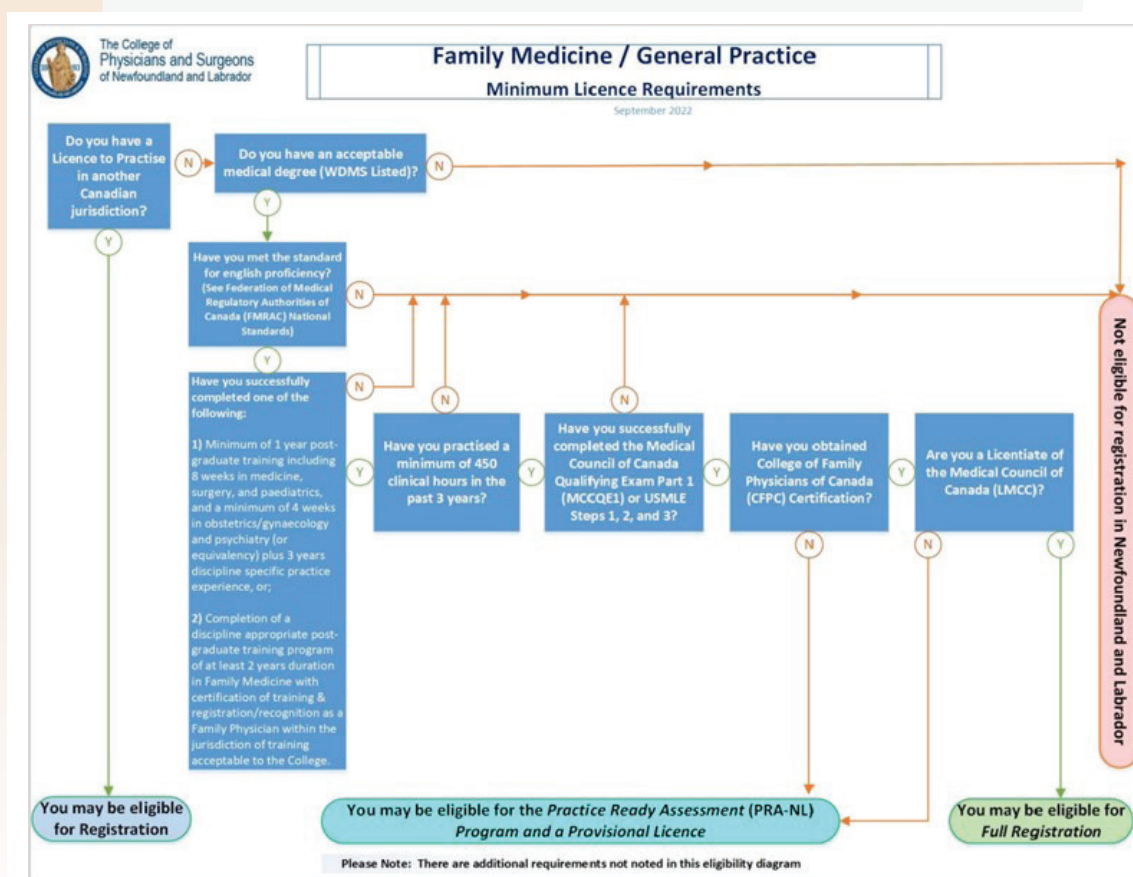 The College of
Physicians and Surgeons
of Newfoundland and Labrador
Family Medicine / General Practice
Minimum Licence Requirements
September 2022
Do you have a
Licence to Practise
in another
Canadian
jurisdiction?
N
Do you have an acceptable
medical degree (WDMS Listed)?
N
Y
Y
Have you met the standard
for english proficiency?
(See Federation of Medical
Regulatory Authorities of
Canada (FMRAC) National
Standards)
N
Y
Have you successfully
completed one of the
following:
1) Minimum of 1 year post-
graduate training including
8 weeks in medicine,
surgery, and paediatrics,
and a minimum of 4 weeks
in obstetrics/gynaecology
and psychiatry (or
equivalency) plus 3 years
discipline specific practice
experience, or;
2) Completion of a
discipline appropriate post-
graduate training program
of at least 2 years duration
in Family Medicine with
certification of training &
registration/recognition as a
Family Physician within the
jurisdiction of training
acceptable to the College.
N
Y
N
Have you practised a
minimum of 450
clinical hours in the
past 3 years?
Y
N
Have you successfully
completed the Medical
Council of Canada
Qualifying Exam Part 1
(MCCQE1) or USMLE
Steps 1, 2, and 3?
Y
Have you obtained
College of Family
Physicians of Canada
(CFPC) Certification?
Y
N
Are you a Licentiate of
the Medical Council of
Canada (LMCC)?
N
Y
Not eligible for registration in Newfoundland and Labrador
You may be eligible
for Registration
You may be eligible for the Practice Ready Assessment (PRA-NL)
Program and a Provisional Licence
You may be eligible for
Full Registration
Please Note: There are additional requirements not noted in this eligibility diagram